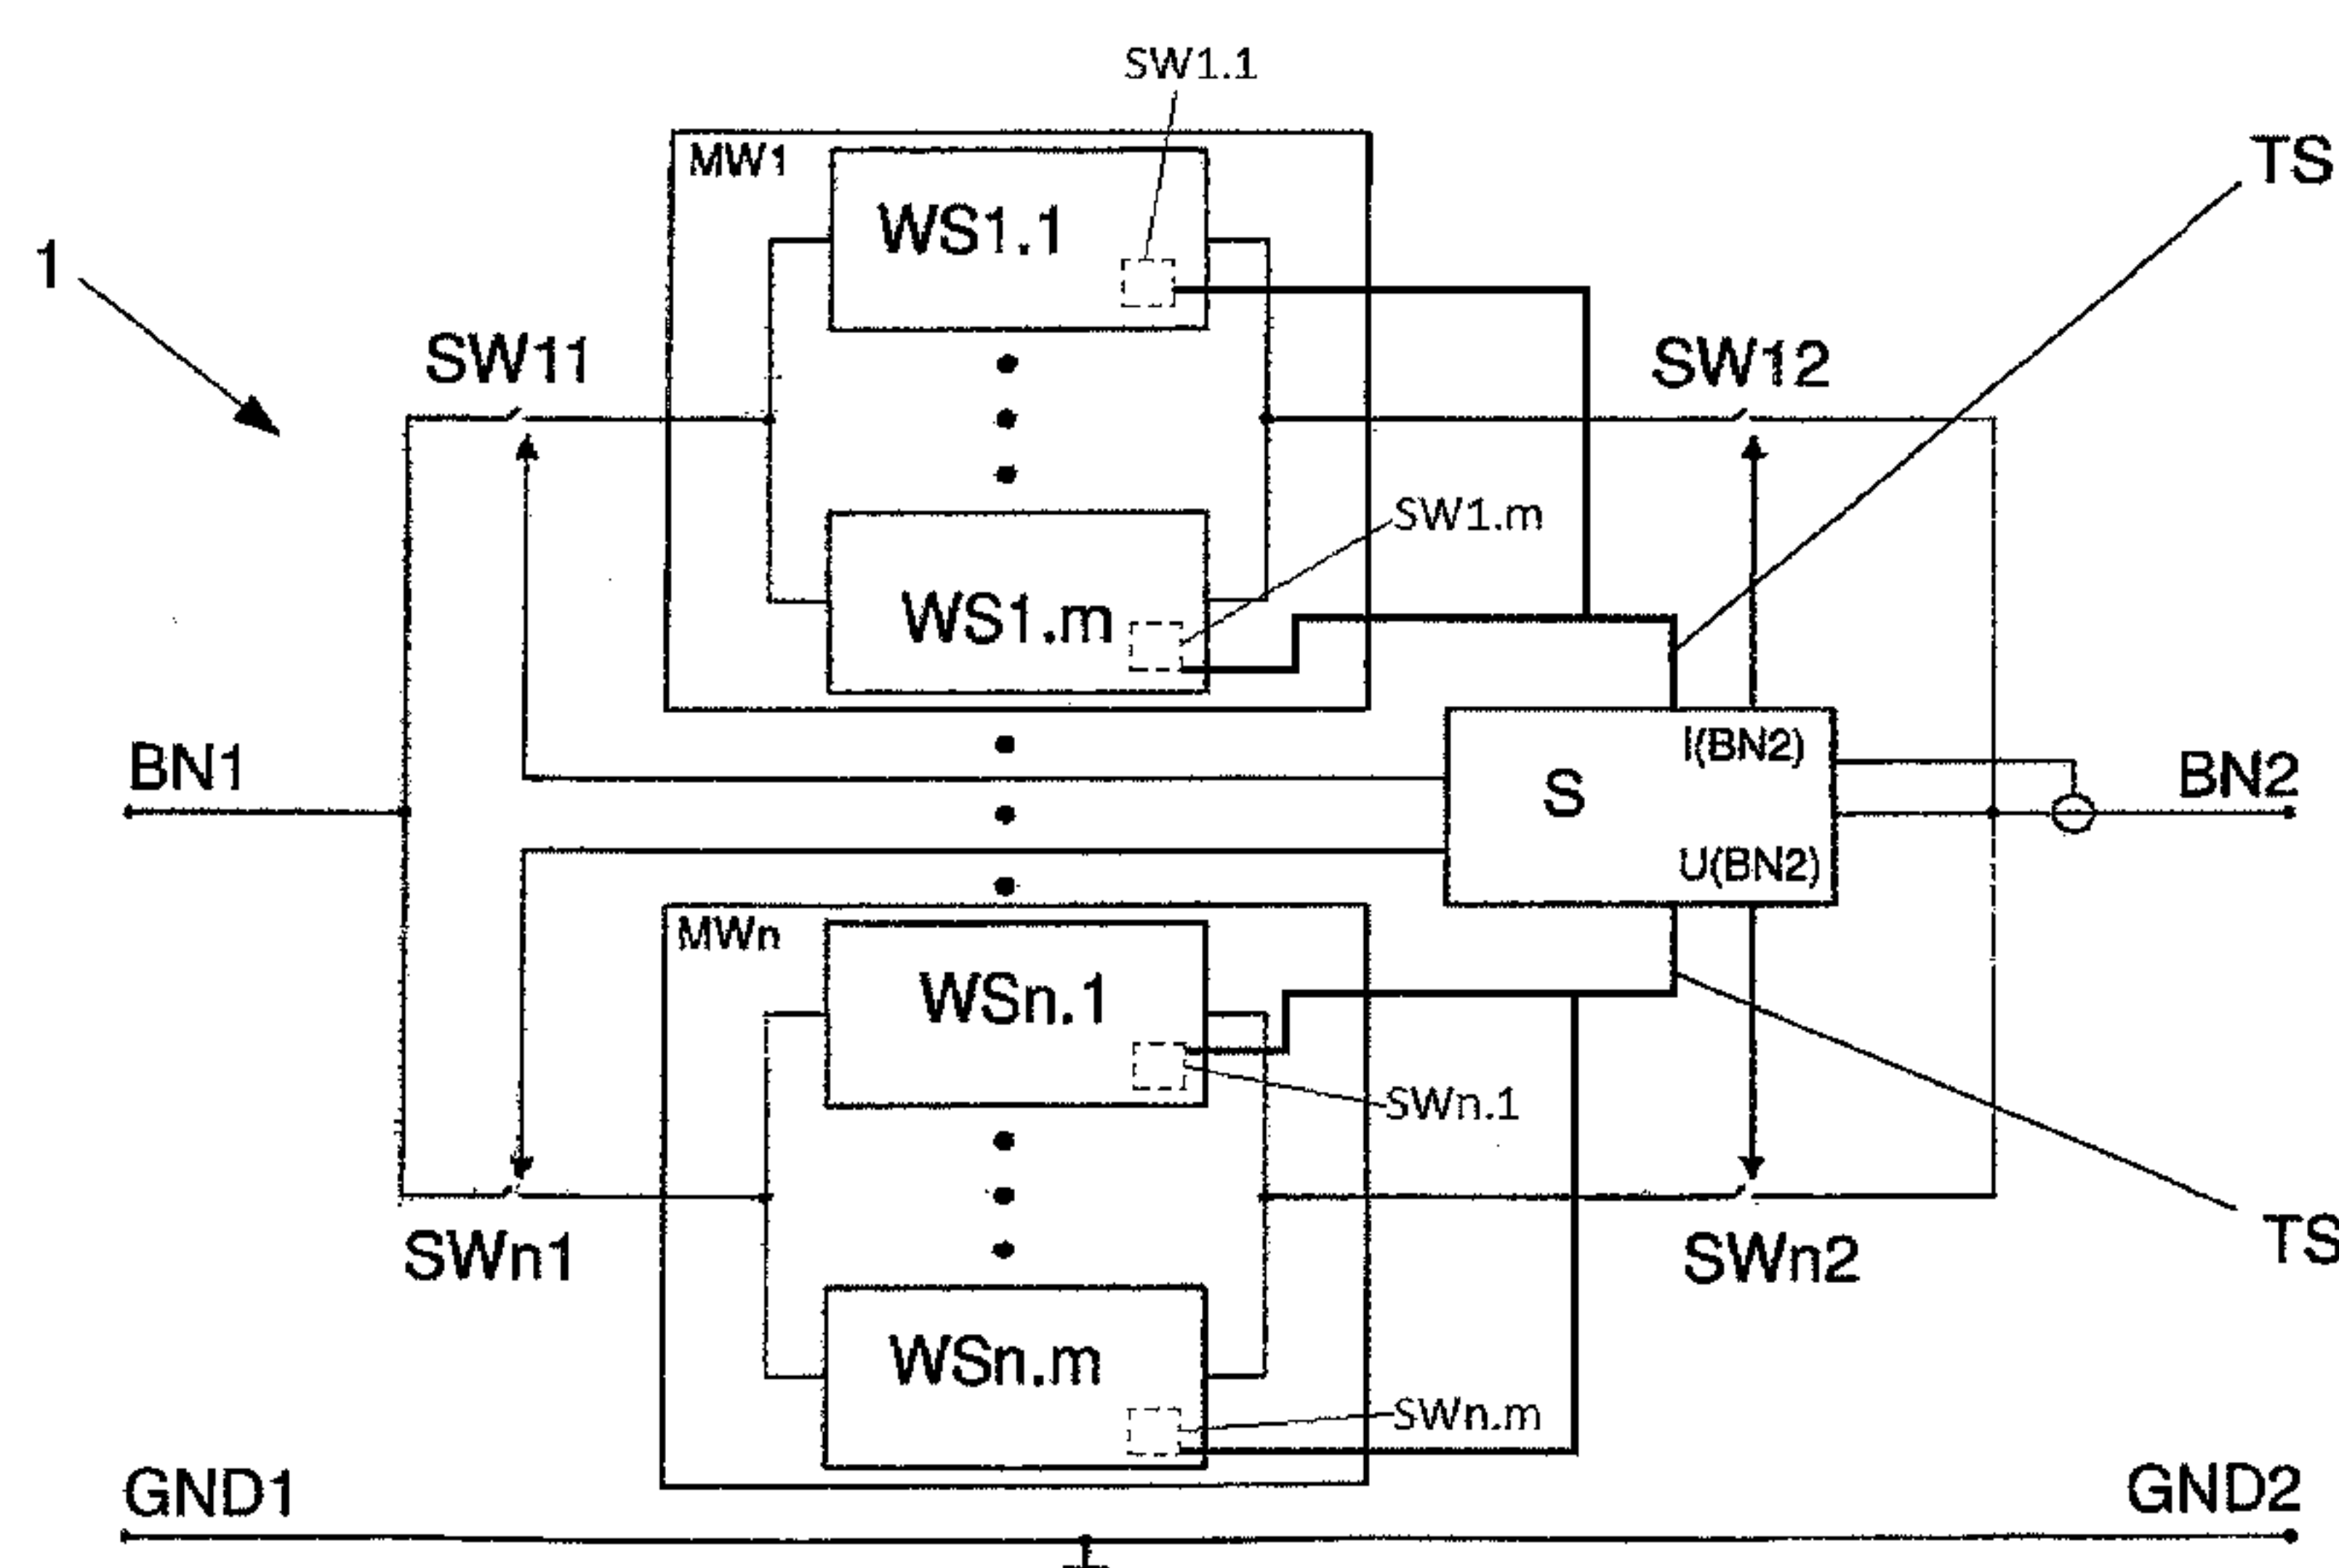 SW1.1
MW1
WS1.1
TS
1
SW11
SW12
SW1.m
WS1.m
BN1
I(BN2)
S
BN2
U(BN2)
MWn
WSn.1
SWn.1
SWn1
SWn2
TS
WSn.m
SWn.m
GND1
GND2